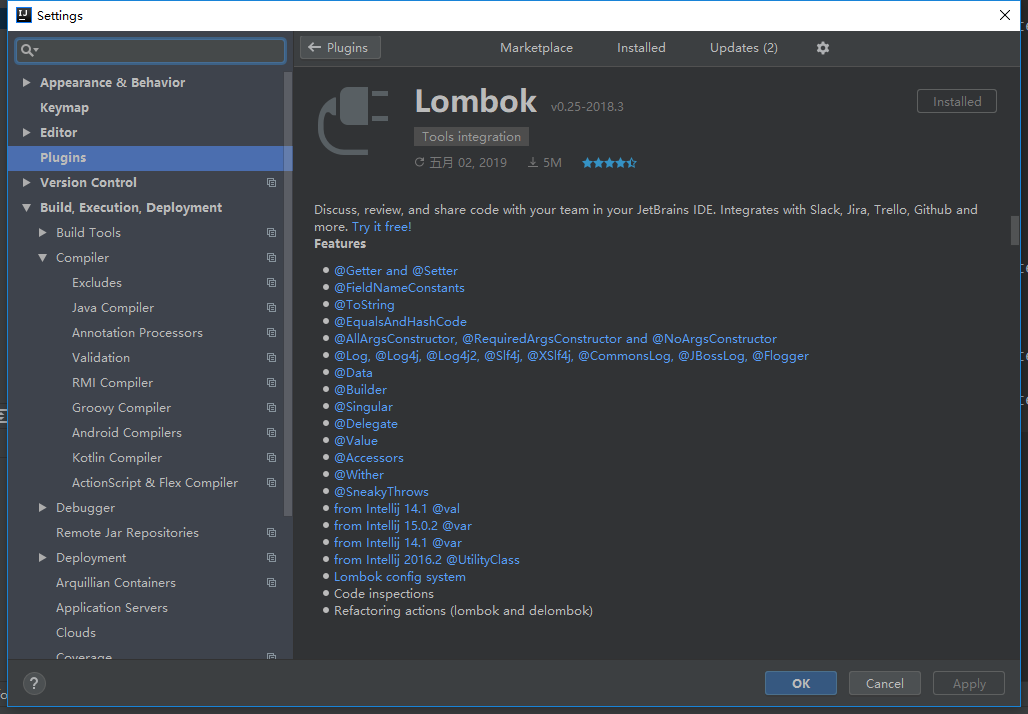 Settings
Appearance & Behavior
Keymap
Editor
Plugins
Version Control
Build, Execution, Deployment
Build Tools
Compiler
Excludes
Java Compiler
Annotation Processors
Validation
RMI Compiler
Groovy Compiler
Android Compilers
Kotlin Compiler
ActionScript & Flex Compiler
Debugger
Remote Jar Repositories
Deployment
Arquillian Containers
Application Servers
Clouds
Coverage
Plugins Marketplace Installed Updates (2)
Lombok v0.25-2018.3 Installed
Tools integration
五月 02, 2019 5M
Discuss, review, and share code with your team in your JetBrains IDE. Integrates with Slack, Jira, Trello, Github and
more. Try it free!
Features
@Getter and @Setter
@FieldNameConstants
@ToString
@EqualsAndHashCode
@AllArgsConstructor, @RequiredArgsConstructor and @NoArgsConstructor
@Log, @Log4j, @Log4j2, @Slf4j, @XSlf4j, @CommonsLog, @JBossLog, @Flogger
@Data
@Builder
@Singular
@Delegate
@Value
@Accessors
@Wither
@SneakyThrows
from Intellij 14.1 @val
from Intellij 15.0.2 @var
from Intellij 14.1 @var
from Intellij 2016.2 @UtilityClass
Lombok config system
Code inspections
Refactoring actions (lombok and delombok)
? OK Cancel Apply